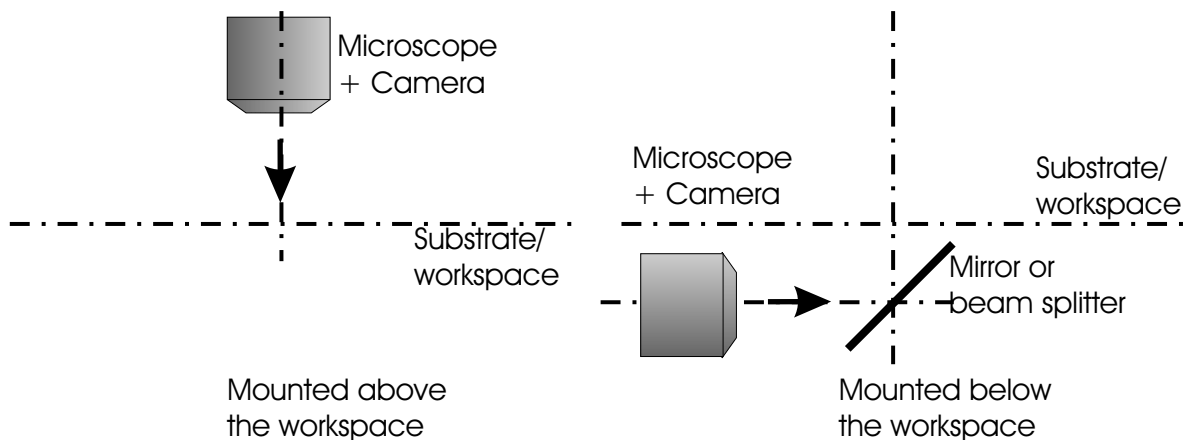 Microscope
+ Camera
Substrate/
workspace
Mounted above
the workspace
Microscope
+ Camera
Substrate/
workspace
Mirror or
beam splitter
Mounted below
the workspace